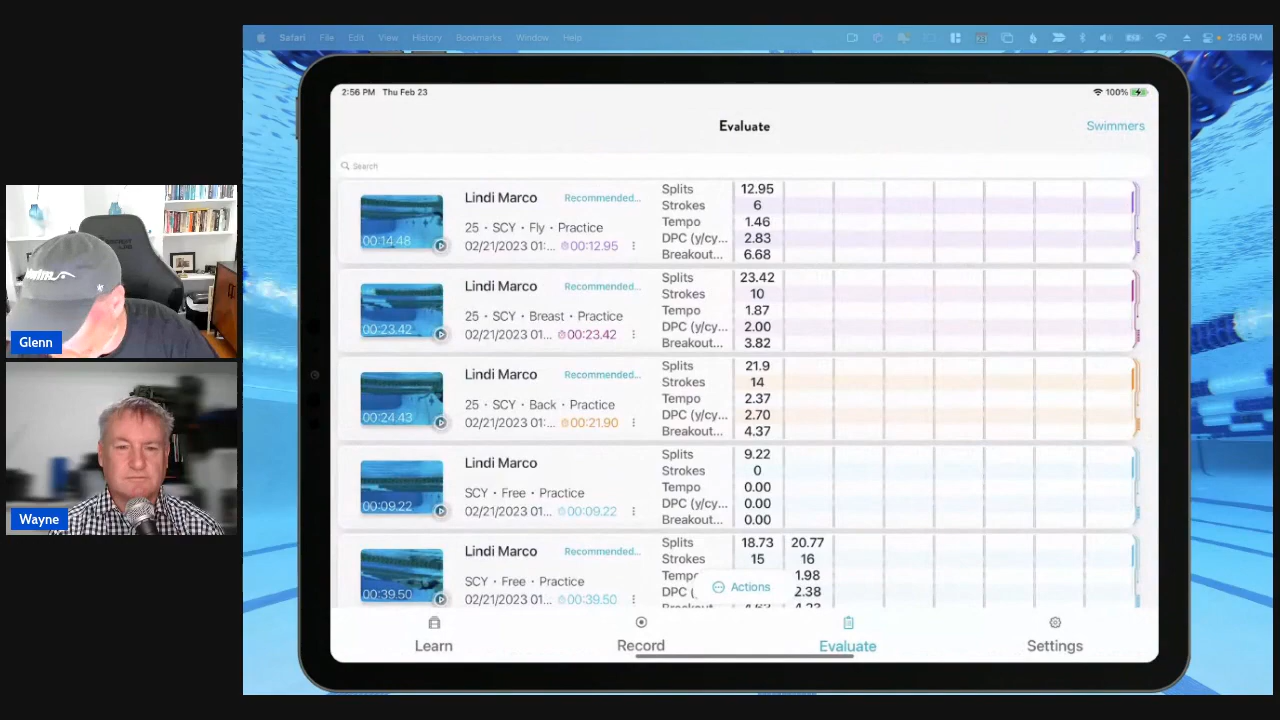 Safari File Edit View History Bookmarks Window Help 2:56 PM
2:56 PM Thu Feb 23 100%
Evaluate
Swimmers
Search
00:14.48
Lindi Marco Recommended...
25 · SCY · Fly · Practice
02/21/2023 01:... 00:12.95
Splits 12.95
Strokes 6
Tempo 1.46
DPC (y/cy... 2.83
Breakout... 6.68
00:23.42
Lindi Marco Recommended...
25 · SCY · Breast · Practice
02/21/2023 01... 00:23.42
Splits 23.42
Strokes 10
Tempo 1.87
DPC (y/cy... 2.00
Breakout... 3.82
00:24.43
Lindi Marco Recommended...
25 · SCY · Back · Practice
02/21/2023 01:... 00:21.90
Splits 21.9
Strokes 14
Tempo 2.37
DPC (y/cy... 2.70
Breakout... 4.37
00:09.22
Lindi Marco
SCY · Free · Practice
02/21/2023 01:... 00:09.22
Splits 9.22
Strokes 0
Tempo 0.00
DPC (y/cy... 0.00
Breakout... 0.00
00:39.50
Lindi Marco Recommended...
SCY · Free · Practice
02/21/2023 01... 00:39.50
Splits 18.73 20.77
Strokes 15 16
Tempo 1.98
DPC 2.38
Actions
Learn
Record
Evaluate
Settings
Glenn
Wayne